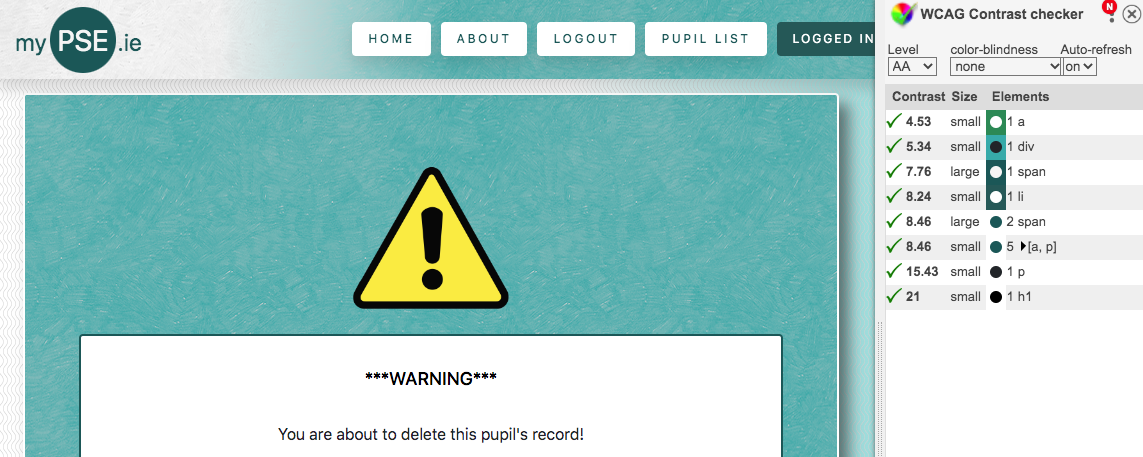 my PSE .ie
HOME ABOUT LOGOUT PUPIL LIST LOGGED IN
***WARNING***
You are about to delete this pupil's record!
N
WCAG Contrast checker
Level color-blindness Auto-refresh
AA none on
Contrast Size Elements
4.53 small 1 a
5.34 small 1 div
7.76 large 1 span
8.24 small 1 li
8.46 large 2 span
8.46 small 5 [a, p]
15.43 small 1 p
21 small 1 h1